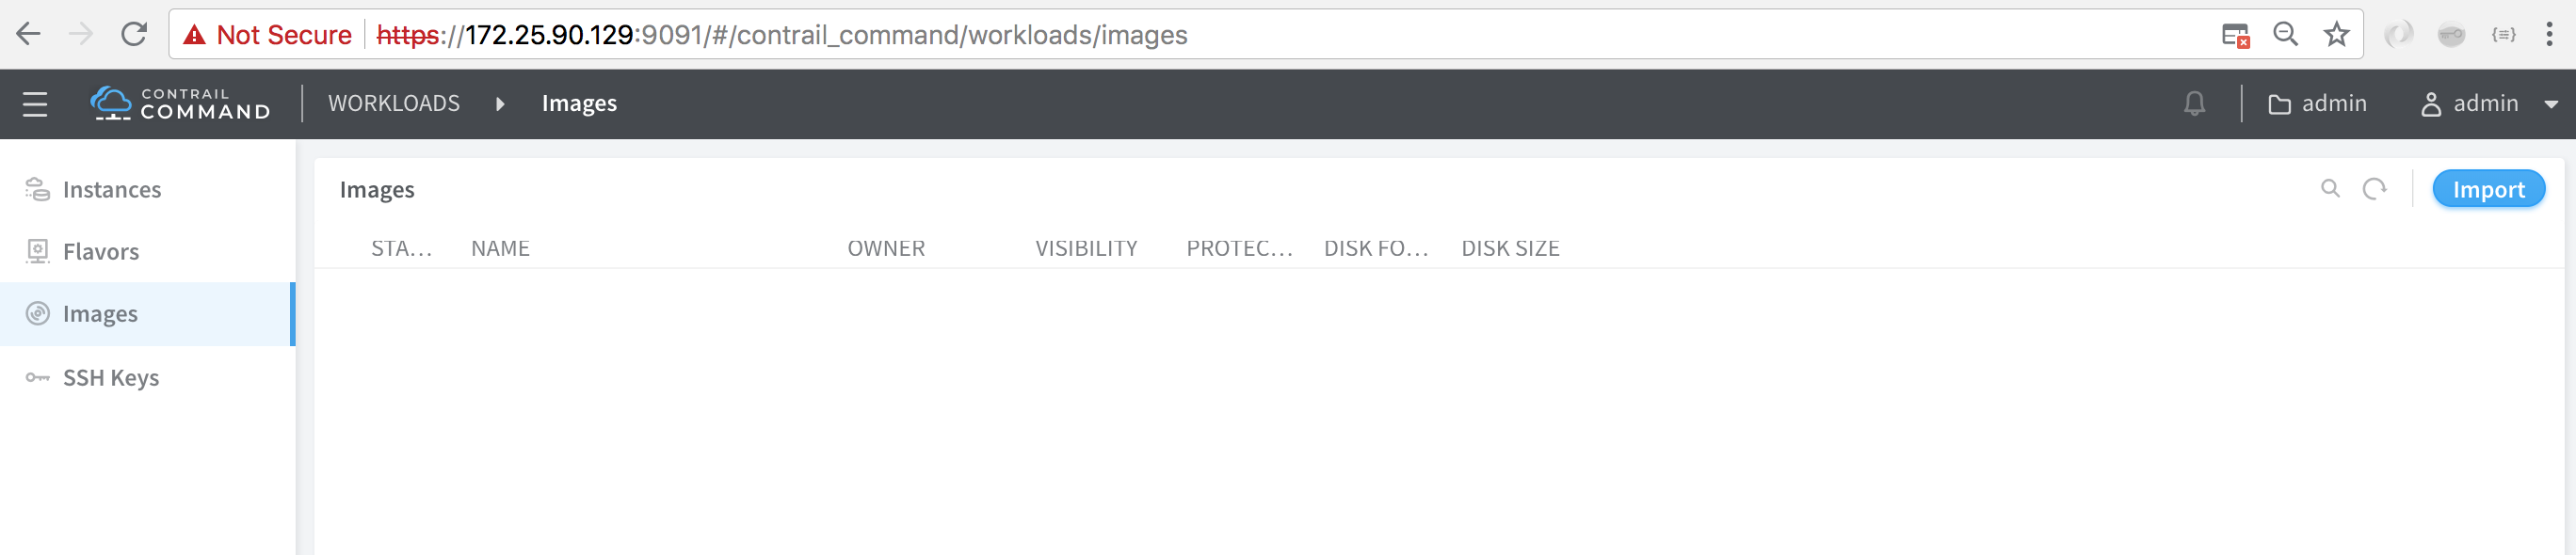 Not Secure https://172.25.90.129:9091/#/contrail_command/workloads/images
CONTRAIL COMMAND WORKLOADS Images admin admin
Instances
Flavors
Images
SSH Keys
Images Import
STA... NAME OWNER VISIBILITY PROTEC... DISK FO... DISK SIZE